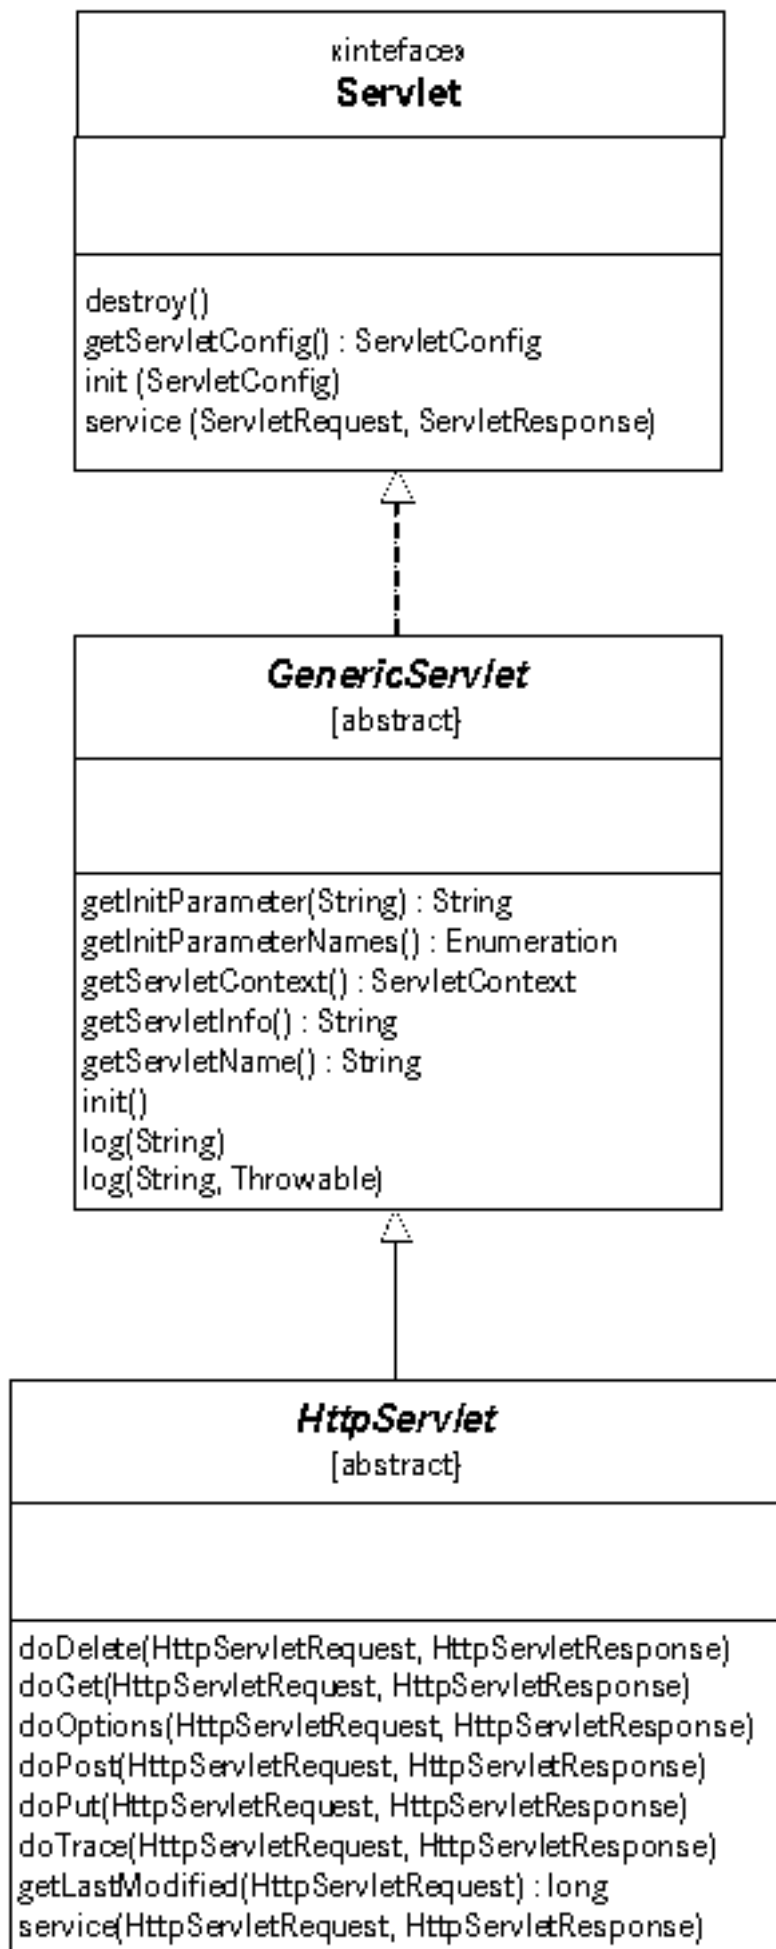 «inteface»
Servlet
destroy()
getServletConfig() : ServletConfig
init (ServletConfig)
service (ServletRequest, ServletResponse)
GenericServlet
[abstract}
getInitParameter(String) : String
getInitParameterNames() : Enumeration
getServletContext() : ServletContext
getServletInfo() : String
getServletName() : String
init()
log(String)
log(String, Throwable)
HttpServlet
[abstract}
doDelete(HttpServletRequest, HttpServletResponse)
doGet(HttpServletRequest, HttpServletResponse)
doOptions(HttpServletRequest, HttpServletResponse)
doPost(HttpServletRequest, HttpServletResponse)
doPut(HttpServletRequest, HttpServletResponse)
doTrace(HttpServletRequest, HttpServletResponse)
getLastModified(HttpServletRequest) : long
service(HttpServletRequest, HttpServletResponse)